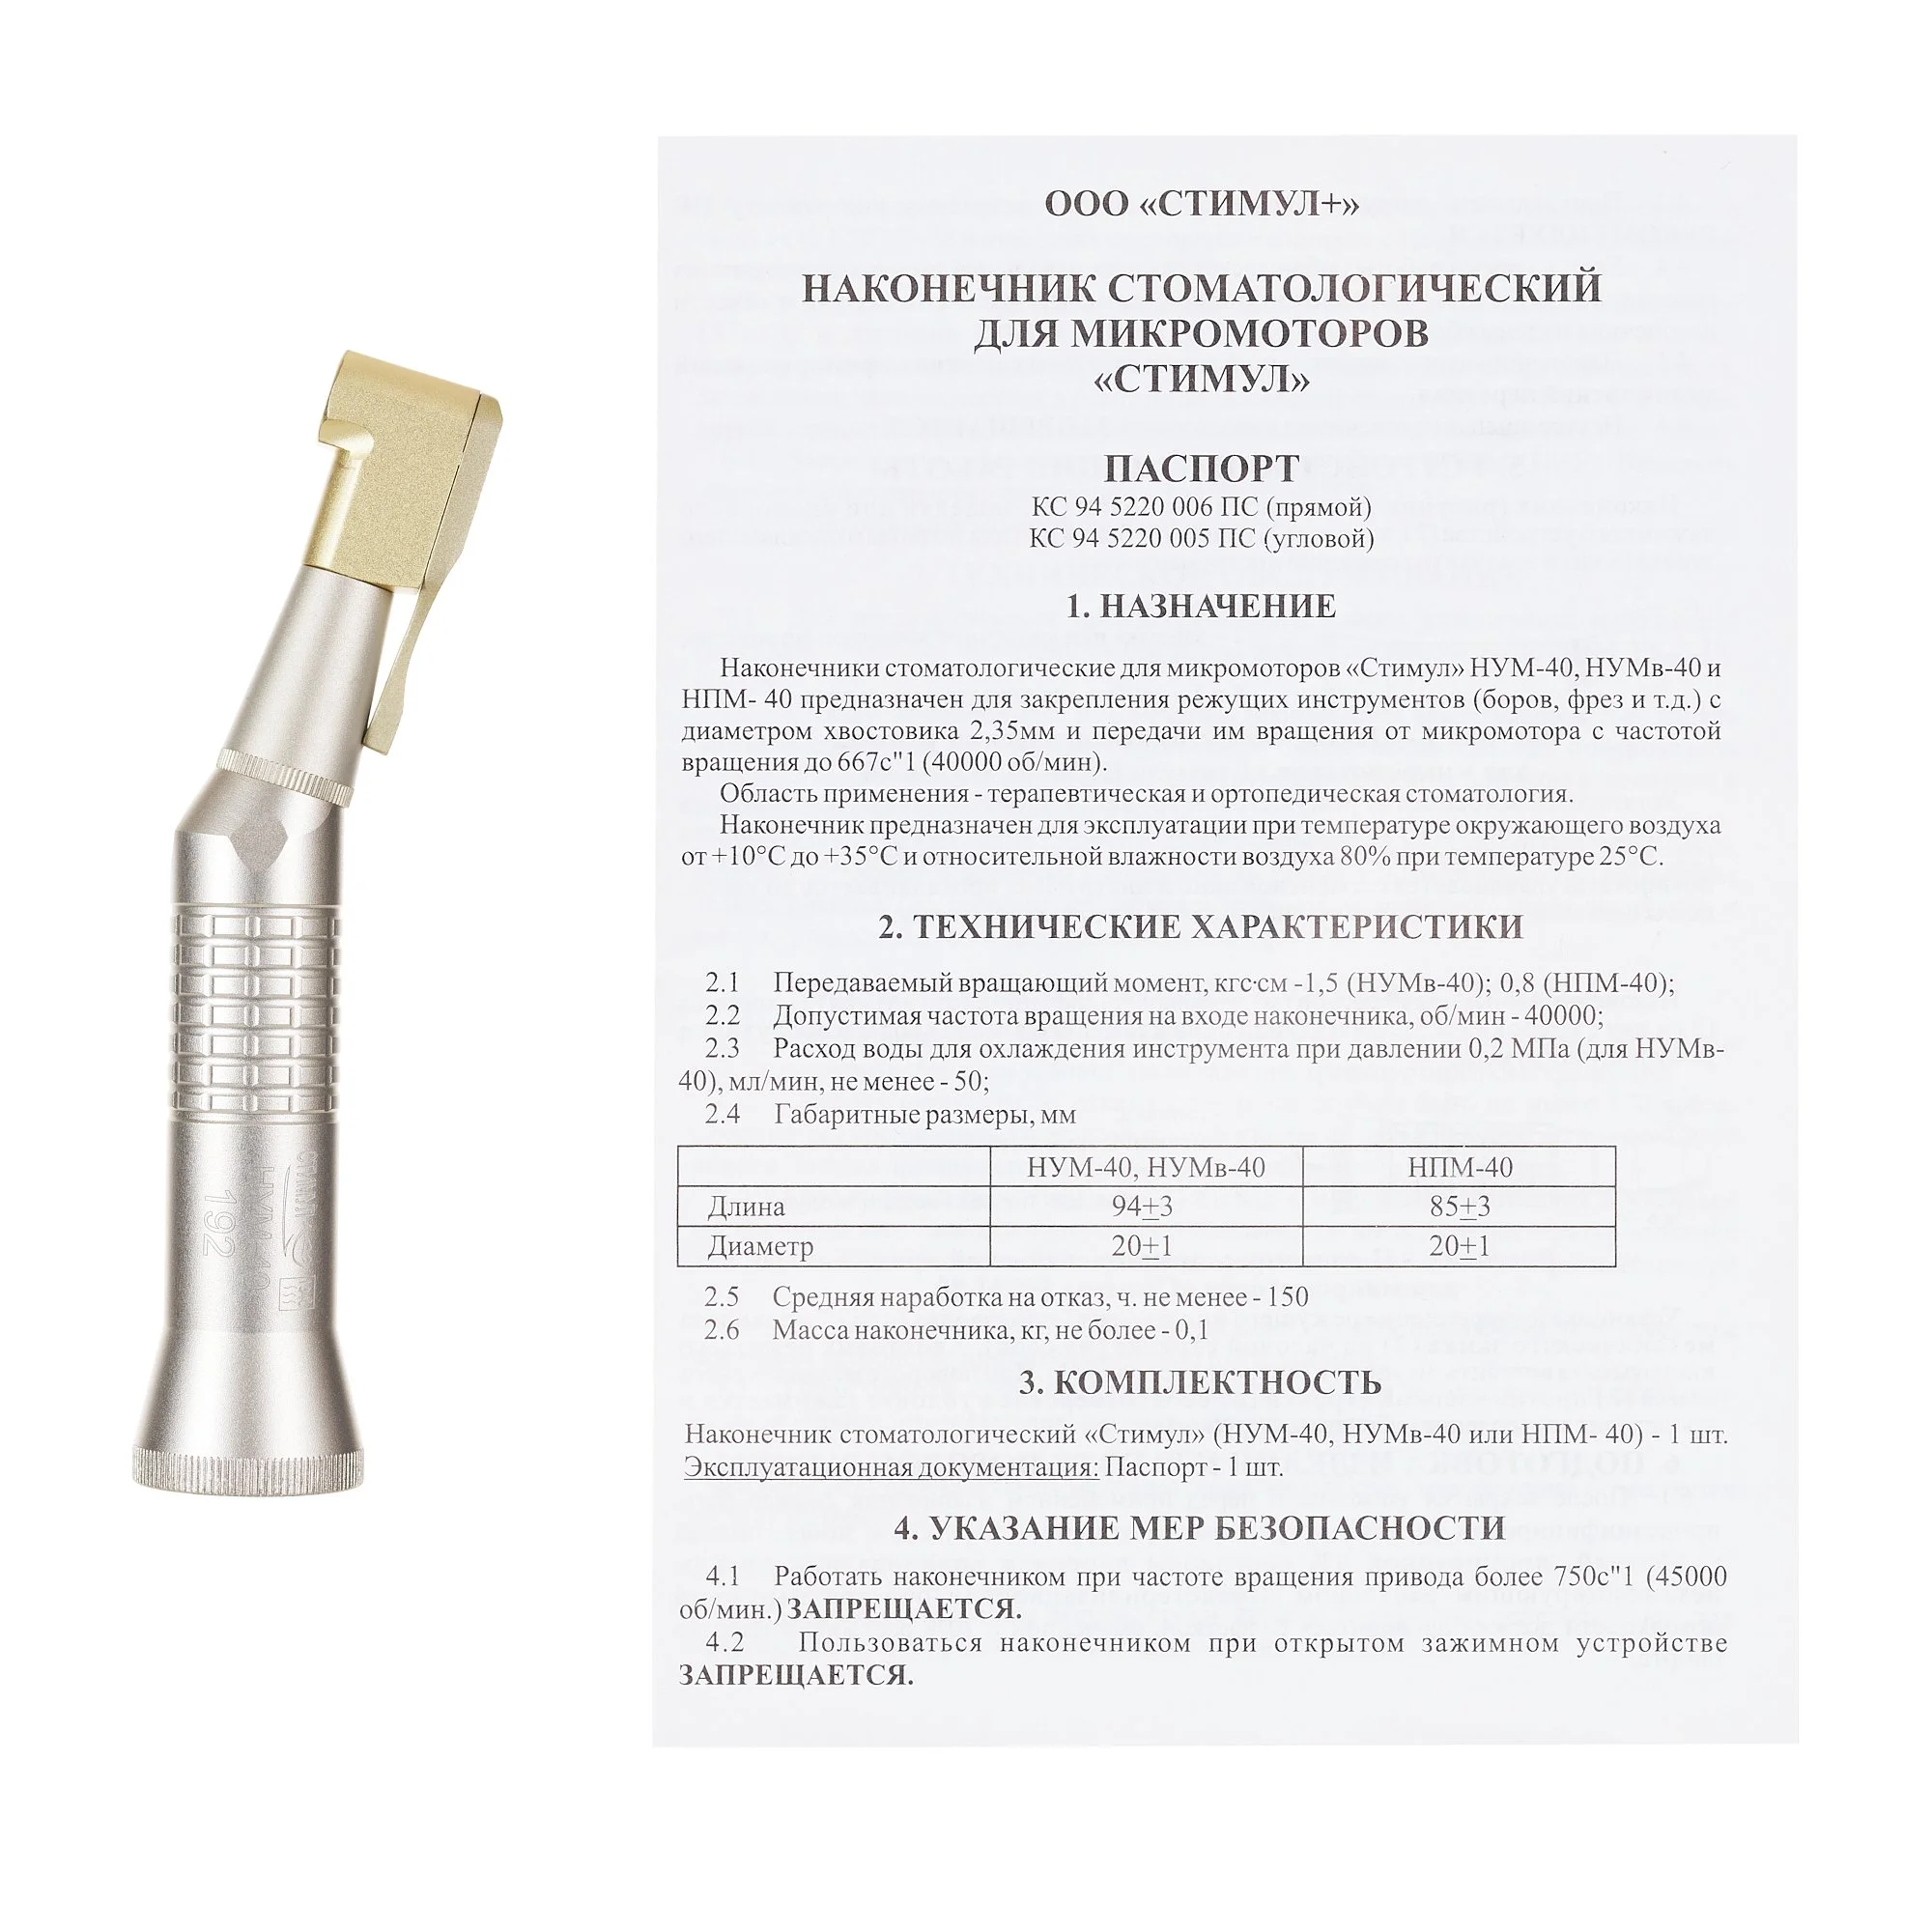 ООО «СТИМУЛ+»
НАКОНЕЧНИК СТОМАТОЛОГИЧЕСКИЙ
ДЛЯ МИКРОМОТОРОВ
«СТИМУЛ»
ПАСПОРТ
КС 94 5220 006 ПС (прямой)
КС 94 5220 005 ПС (угловой)
1. НАЗНАЧЕНИЕ
Наконечники стоматологические для микромоторов «Стимул» НУМ-40, НУМв-40 и
НПМ- 40 предназначен для закрепления режущих инструментов (боров, фрез и т.д.) с
диаметром хвостовика 2,35мм и передачи им вращения от микромотора с частотой
вращения до 667с"1 (40000 об/мин).
Область применения - терапевтическая и ортопедическая стоматология.
Наконечник предназначен для эксплуатации при температуре окружающего воздуха
от +10°С до +35°С и относительной влажности воздуха 80% при температуре 25°С.
2. ТЕХНИЧЕСКИЕ ХАРАКТЕРИСТИКИ
2.1 Передаваемый вращающий момент, кгс·см -1,5 (НУМв-40); 0,8 (НПМ-40);
2.2 Допустимая частота вращения на входе наконечника, об/мин - 40000;
2.3 Расход воды для охлаждения инструмента при давлении 0,2 МПа (для НУМв-
40), мл/мин, не менее - 50;
2.4 Габаритные размеры, мм
НУМ-40, НУМв-40 НПМ-40
Длина 94±3 85±3
Диаметр 20±1 20±1
2.5 Средняя наработка на отказ, ч. не менее - 150
2.6 Масса наконечника, кг, не более - 0,1
3. КОМПЛЕКТНОСТЬ
Наконечник стоматологический «Стимул» (НУМ-40, НУМв-40 или НПМ- 40) - 1 шт.
Эксплуатационная документация: Паспорт - 1 шт.
4. УКАЗАНИЕ МЕР БЕЗОПАСНОСТИ
4.1 Работать наконечником при частоте вращения привода более 750с"1 (45000
об/мин.) ЗАПРЕЩАЕТСЯ.
4.2 Пользоваться наконечником при открытом зажимном устройстве
ЗАПРЕЩАЕТСЯ.
СТИМУЛ
НУМ-40
192